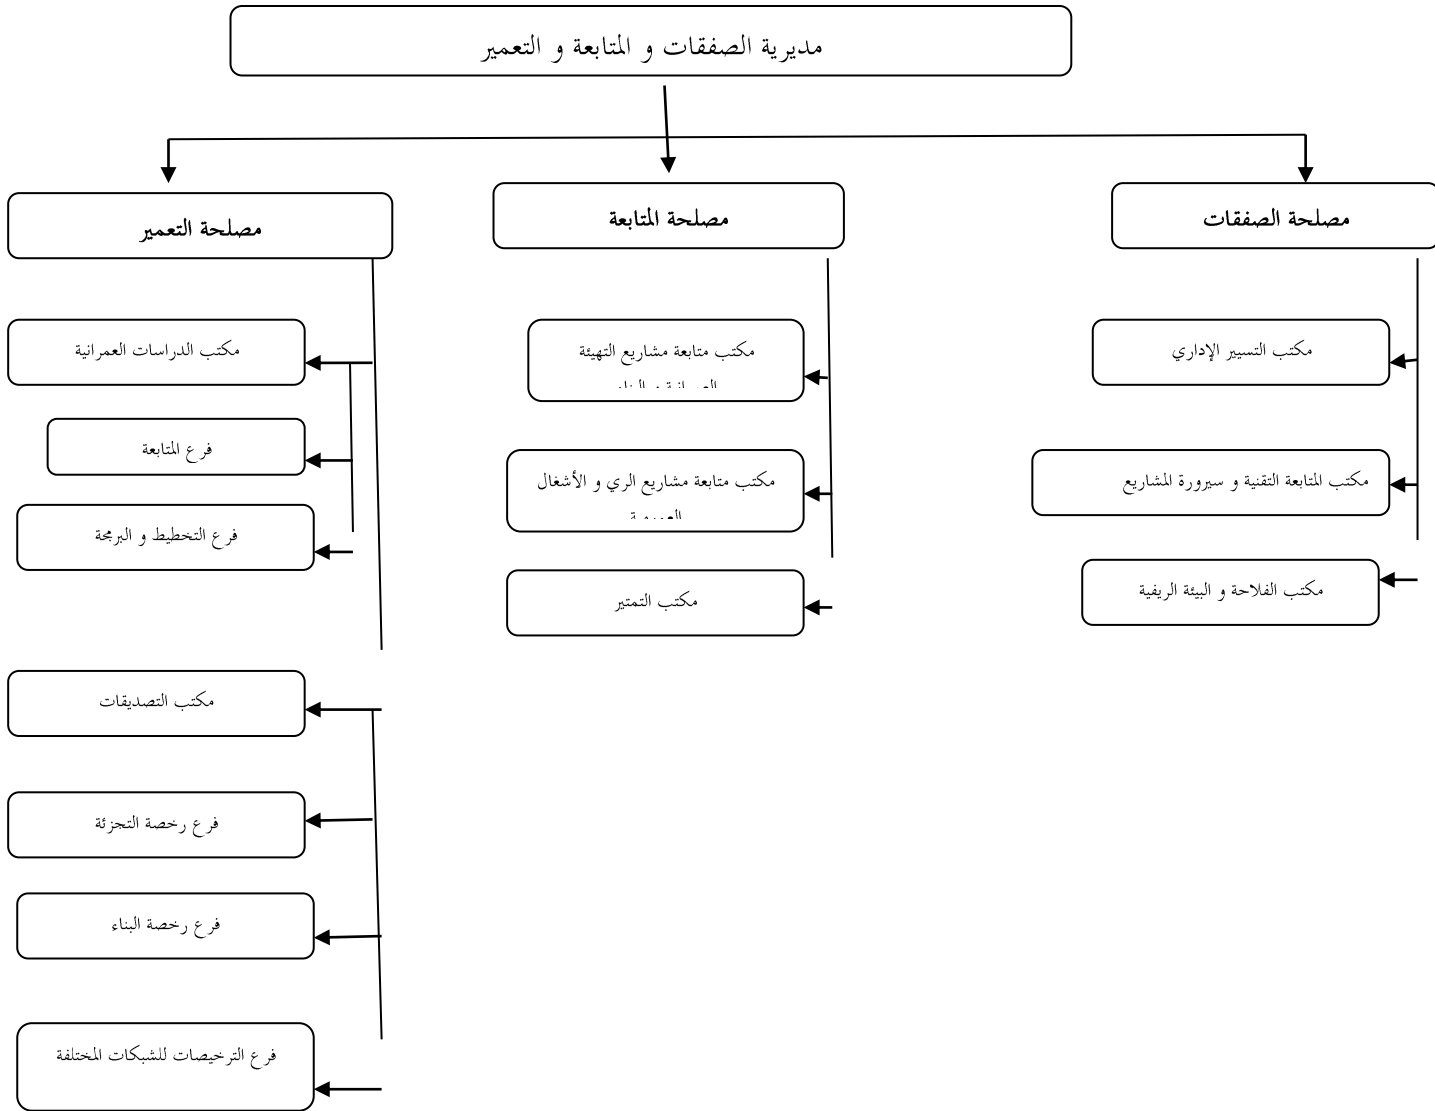 مديرية الصفقات و المتابعة و التعمير
مصلحة الصفقات
مصلحة المتابعة
مصلحة التعمير
مكتب التسيير الإداري
مكتب المتابعة التقنية و سيرورة المشاريع
مكتب الفلاحة و البيئة الريفية
مكتب متابعة مشاريع التهيئة
مكتب متابعة مشاريع الري و الأشغال
مكتب التمتير
مكتب الدراسات العمرانية
فرع المتابعة
فرع التخطيط و البرمجة
مكتب التصديقات
فرع رخصة التجزئة
فرع رخصة البناء
فرع الترخيصات للشبكات المختلفة